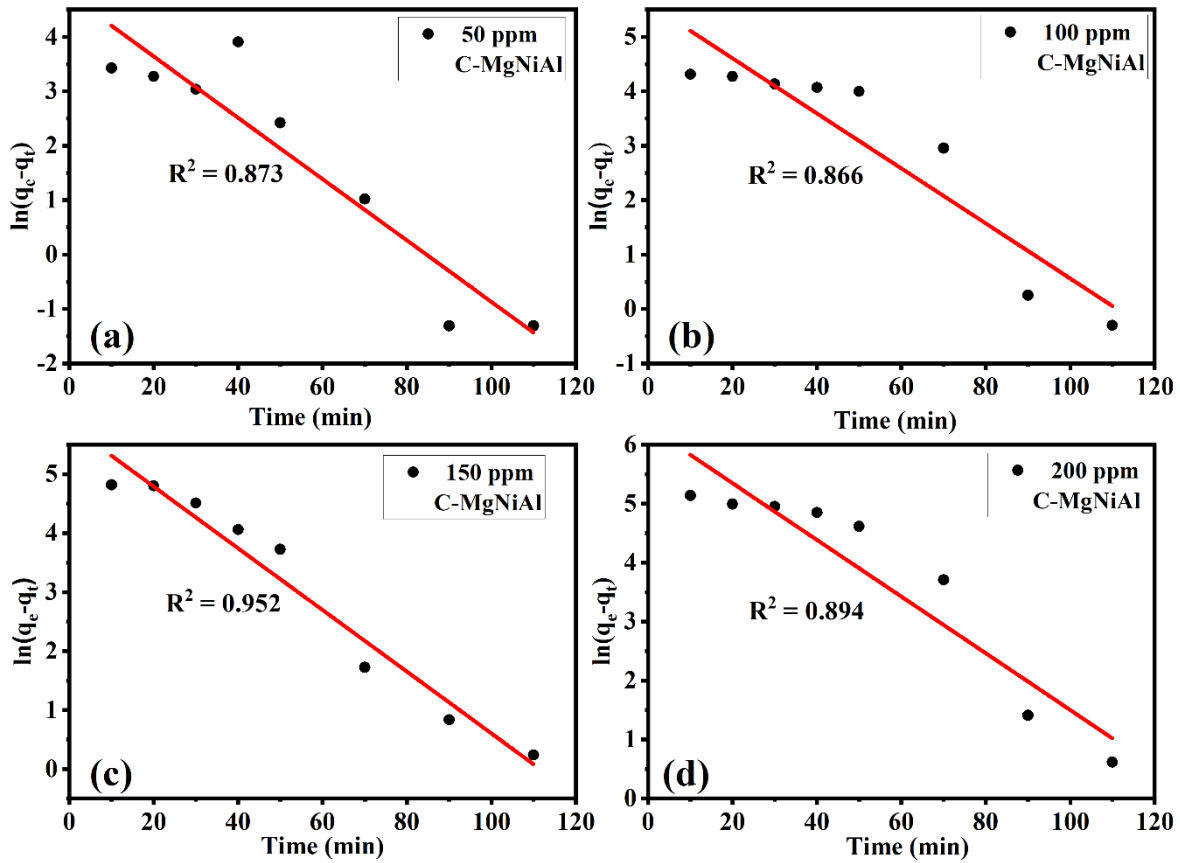 50 ppm
C-MgNiAl
R² = 0.873
ln(qₑ-qₜ)
4
3
2
1
0
-1
-2
(a)
0 20 40 60 80 100 120
Time (min)
100 ppm
C-MgNiAl
R² = 0.866
ln(qₑ-qₜ)
5
4
3
2
1
0
-1
(b)
0 20 40 60 80 100 120
Time (min)
150 ppm
C-MgNiAl
R² = 0.952
ln(qₑ-qₜ)
5
4
3
2
1
0
(c)
0 20 40 60 80 100 120
Time (min)
200 ppm
C-MgNiAl
R² = 0.894
ln(qₑ-qₜ)
6
5
4
3
2
1
0
(d)
0 20 40 60 80 100 120
Time (min)